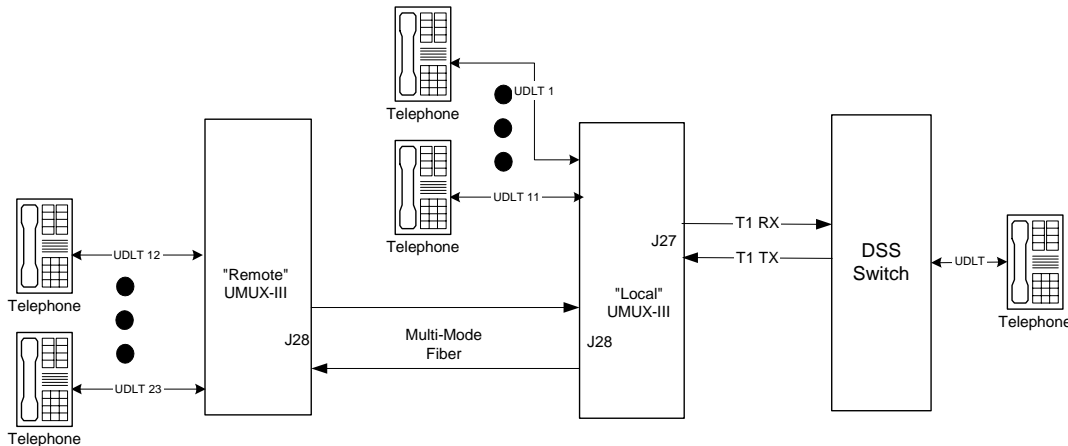 Telephone
UDLT 1
Telephone
UDLT 11
Telephone
UDLT 12
Telephone
UDLT 23
"Remote"
UMUX-III
J28
Multi-Mode
Fiber
"Local"
UMUX-III
J27
J28
T1 RX
T1 TX
DSS
Switch
UDLT
Telephone